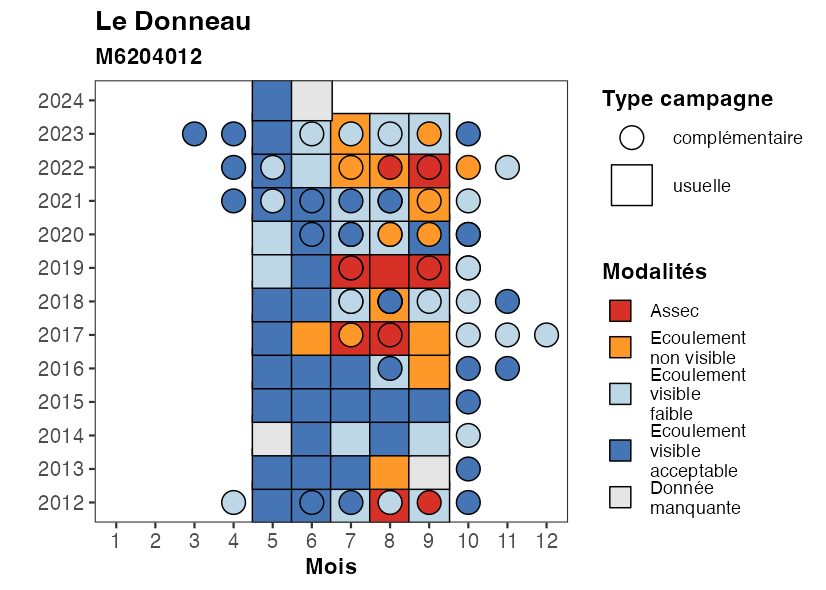 Le Donneau
M6204012
2024
2023
2022
2021
2020
2019
2018
2017
2016
2015
2014
2013
2012
1 2 3 4 5 6 7 8 9 10 11 12
Mois
Type campagne
complémentaire
usuelle
Modalités
Assec
Ecoulement
non visible
Ecoulement
visible
faible
Ecoulement
visible
acceptable
Donnée
manquante